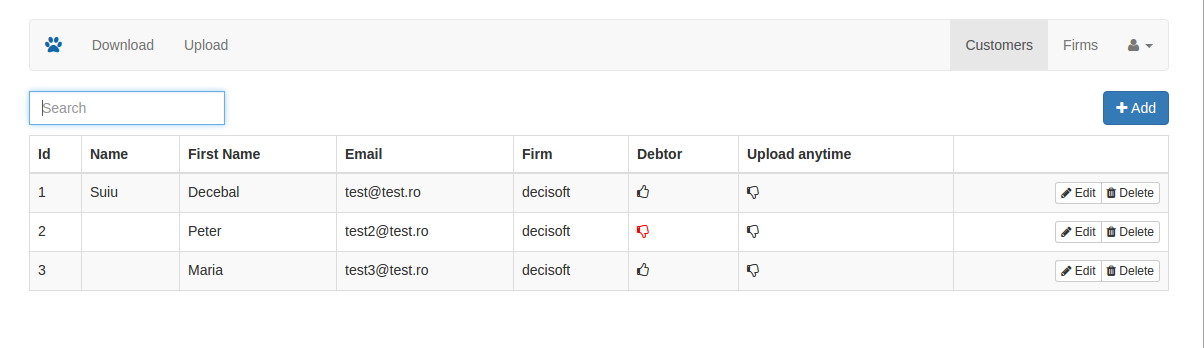 Download Upload Customers Firms
Search Add
Id Name First Name Email Firm Debtor Upload anytime
1 Suiu Decebal test@test.ro decisoft Edit Delete
2 Peter test2@test.ro decisoft Edit Delete
3 Maria test3@test.ro decisoft Edit Delete